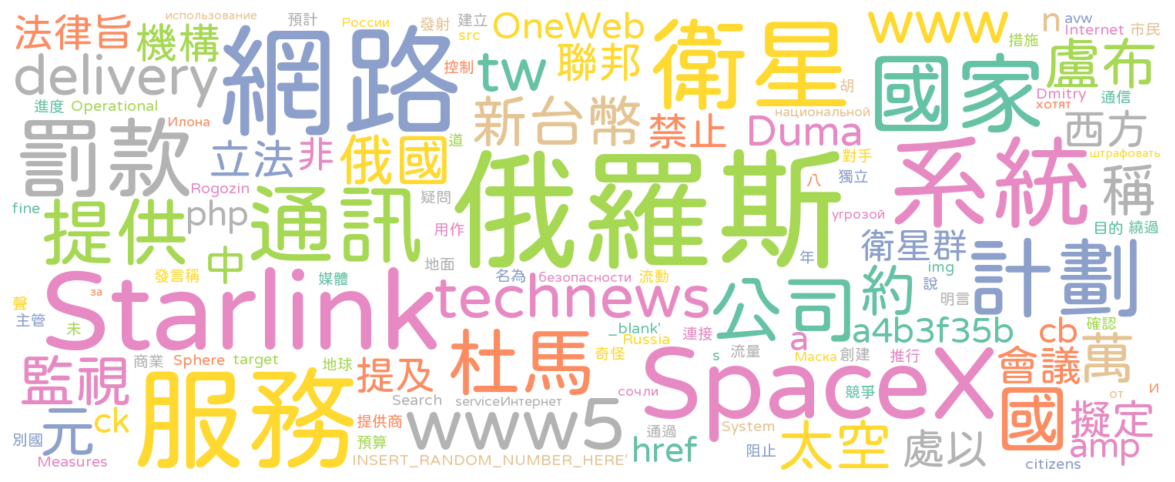 法律旨
機構
использование
預計
России
發射
建立
src
OneWeb
www
n
avw
Internet
市民
措施
delivery
網路
控制
tw
聯邦
衛星
國家
盧布
進度
Operational
Dmitry
通信
хотят
胡
新台幣
национальной
罰款
Илона
立法
非
俄國
道
禁止
Duma
西方
штрафовать
對手
俄羅斯
八
獨立
系統
稱
fine
Rogozin
php
疑問
提供
通訊
用作
угрозой
目的
繞過
中
地面
年
衛星群
img
計劃
發言稱
媒體
名為
безопасности
流動
說
明言
聲
за
主管
未
Starlink
technews
公司
約
_blank'
Russia
連接
a
a4b3f35b
cb
確認
萬
監視
商業
Sphere
target
地球
提及
杜馬
奇怪
s
流量
Маска
創建
推行
會議
元
ck
服務
Search
serviceИнтернет
сочли
SpaceX
競爭
от
И
國
擬定
別國
提供商
www5
通過
System
太空
處以
amp
Measures
預算
INSERT_RANDOM_NUMBER_HERE'
href
阻止
citizens